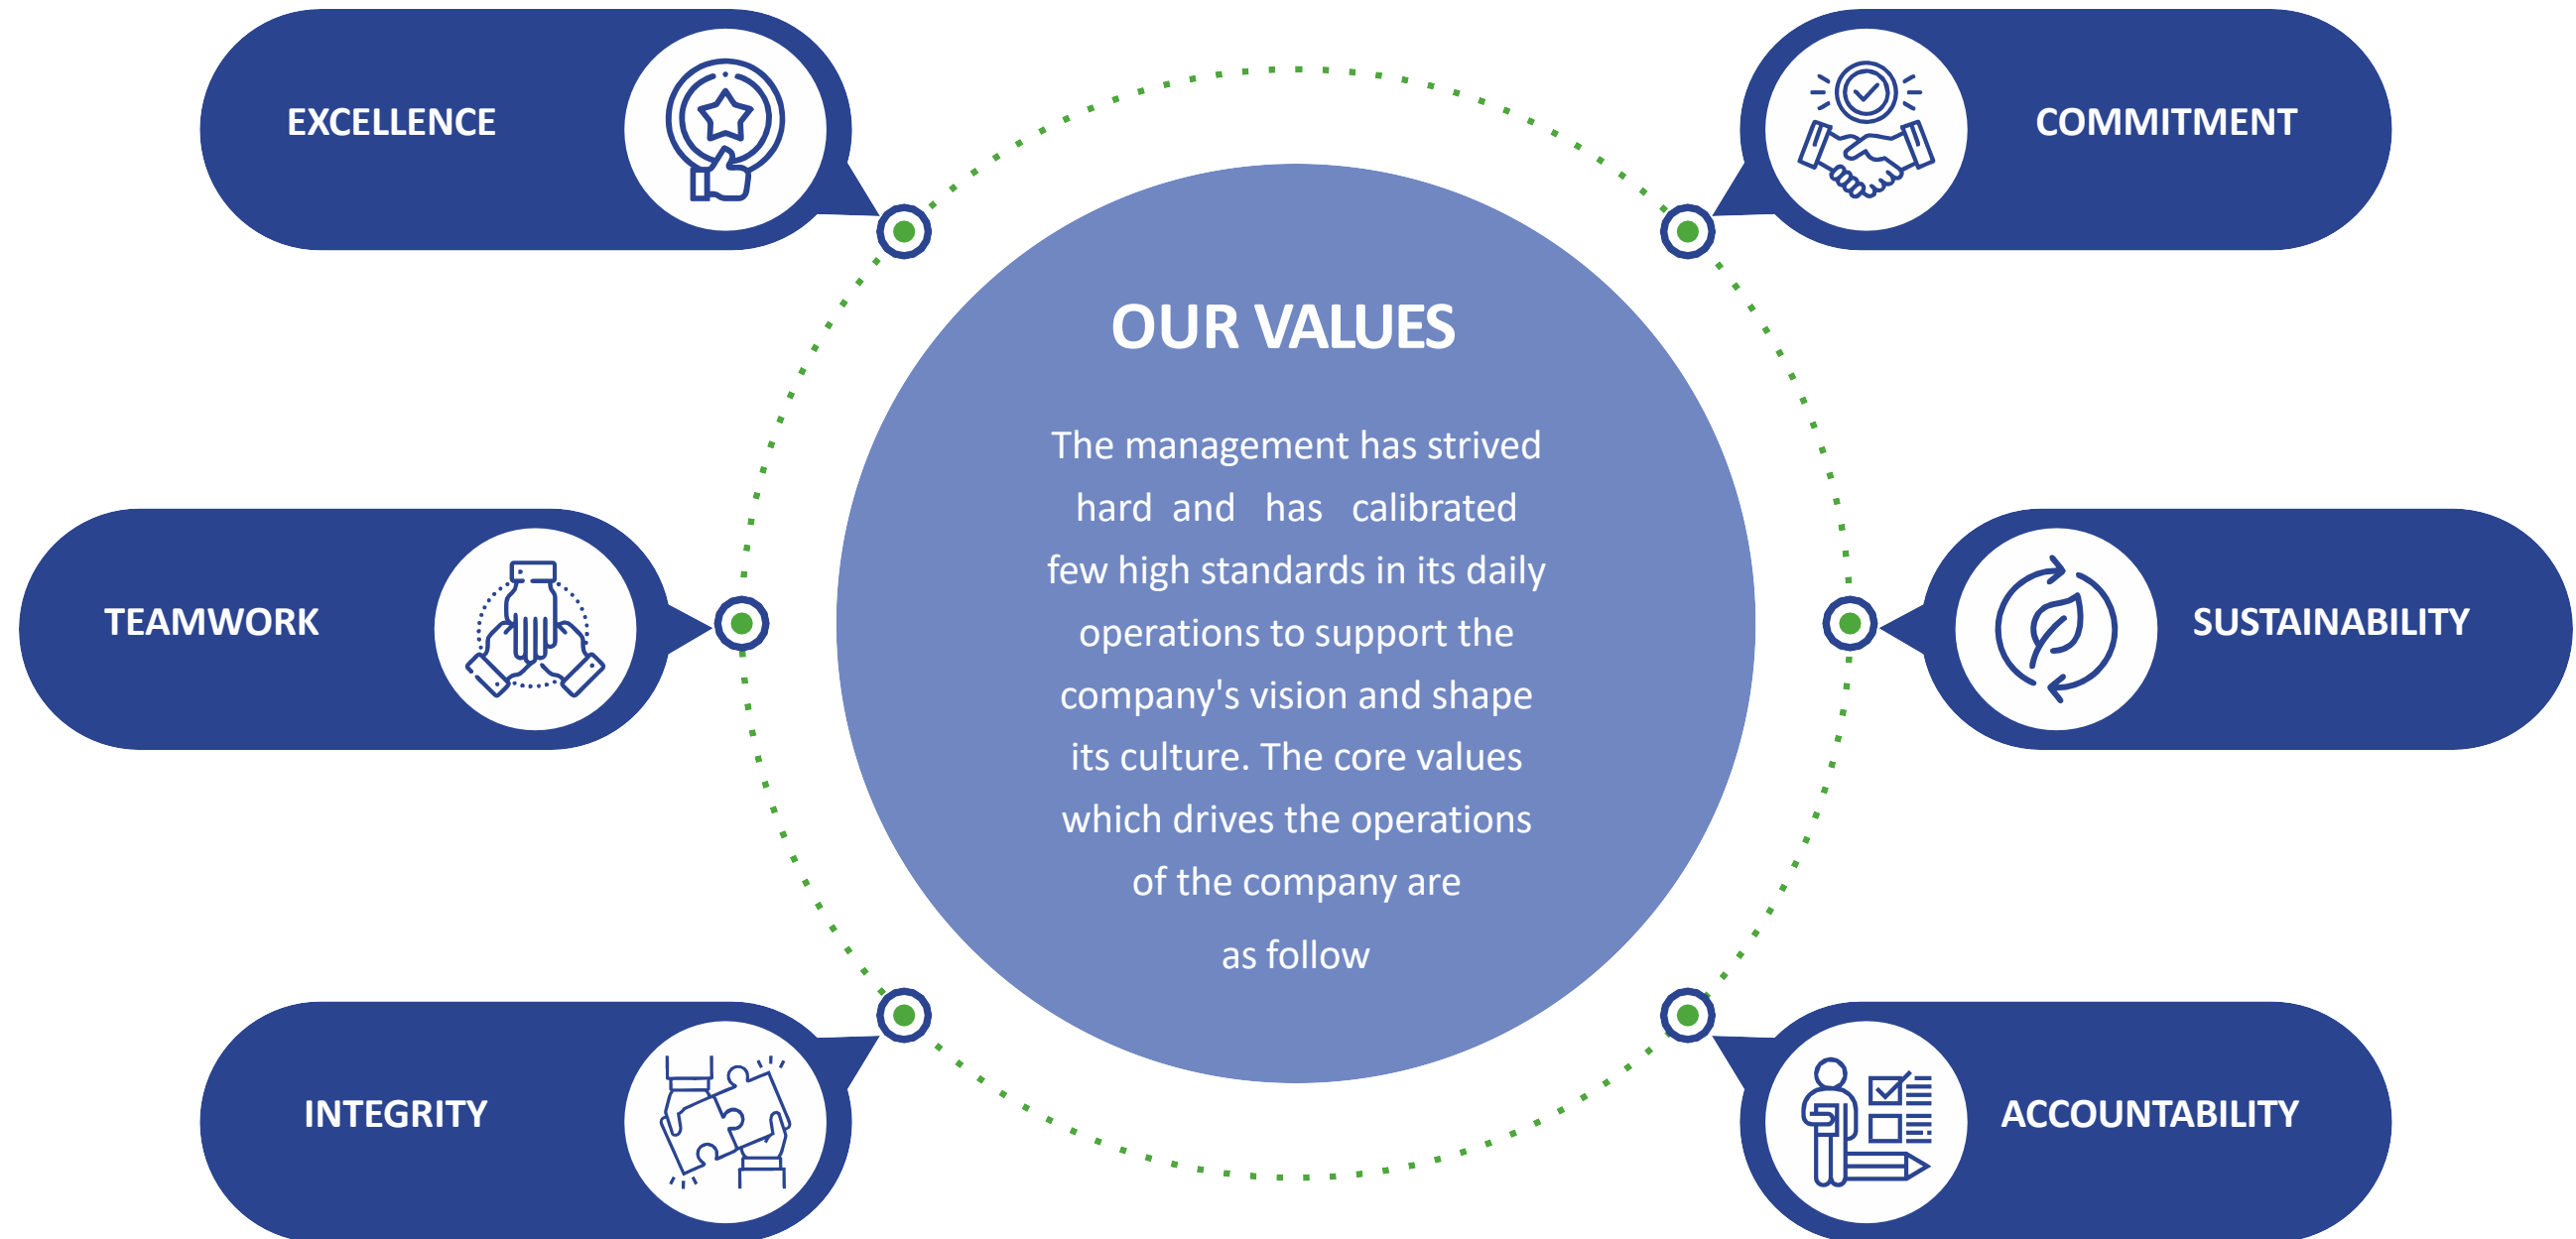 EXCELLENCE
COMMITMENT
OUR VALUES
The management has strived
hard and has calibrated
few high standards in its daily
operations to support the
company's vision and shape
its culture. The core values
which drives the operations
of the company are
as follow
TEAMWORK
SUSTAINABILITY
INTEGRITY
ACCOUNTABILITY